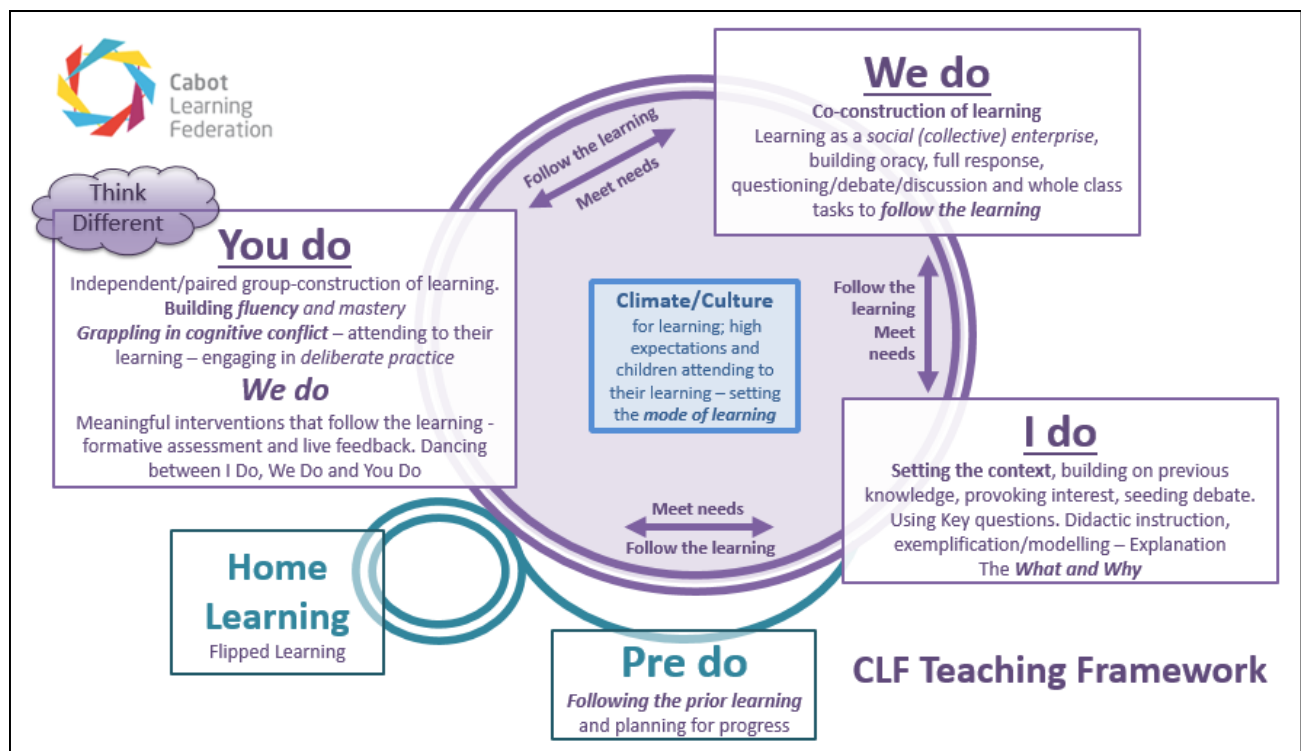 Cabot
Learning
Federation
Think
Different
You do
Independent/paired group-construction of learning.
Building fluency and mastery
Grappling in cognitive conflict – attending to their
learning – engaging in deliberate practice
We do
Meaningful interventions that follow the learning -
formative assessment and live feedback. Dancing
between I Do, We Do and You Do
Follow the learning
Meet needs
We do
Co-construction of learning
Learning as a social (collective) enterprise,
building oracy, full response,
questioning/debate/discussion and whole class
tasks to follow the learning
Climate/Culture
for learning; high
expectations and
children attending to
their learning – setting
the mode of learning
Follow the
learning
Meet
needs
I do
Setting the context, building on previous
knowledge, provoking interest, seeding debate.
Using Key questions. Didactic instruction,
exemplification/modelling – Explanation
The What and Why
Meet needs
Follow the learning
Home
Learning
Flipped Learning
Pre do
Following the prior learning
and planning for progress
CLF Teaching Framework